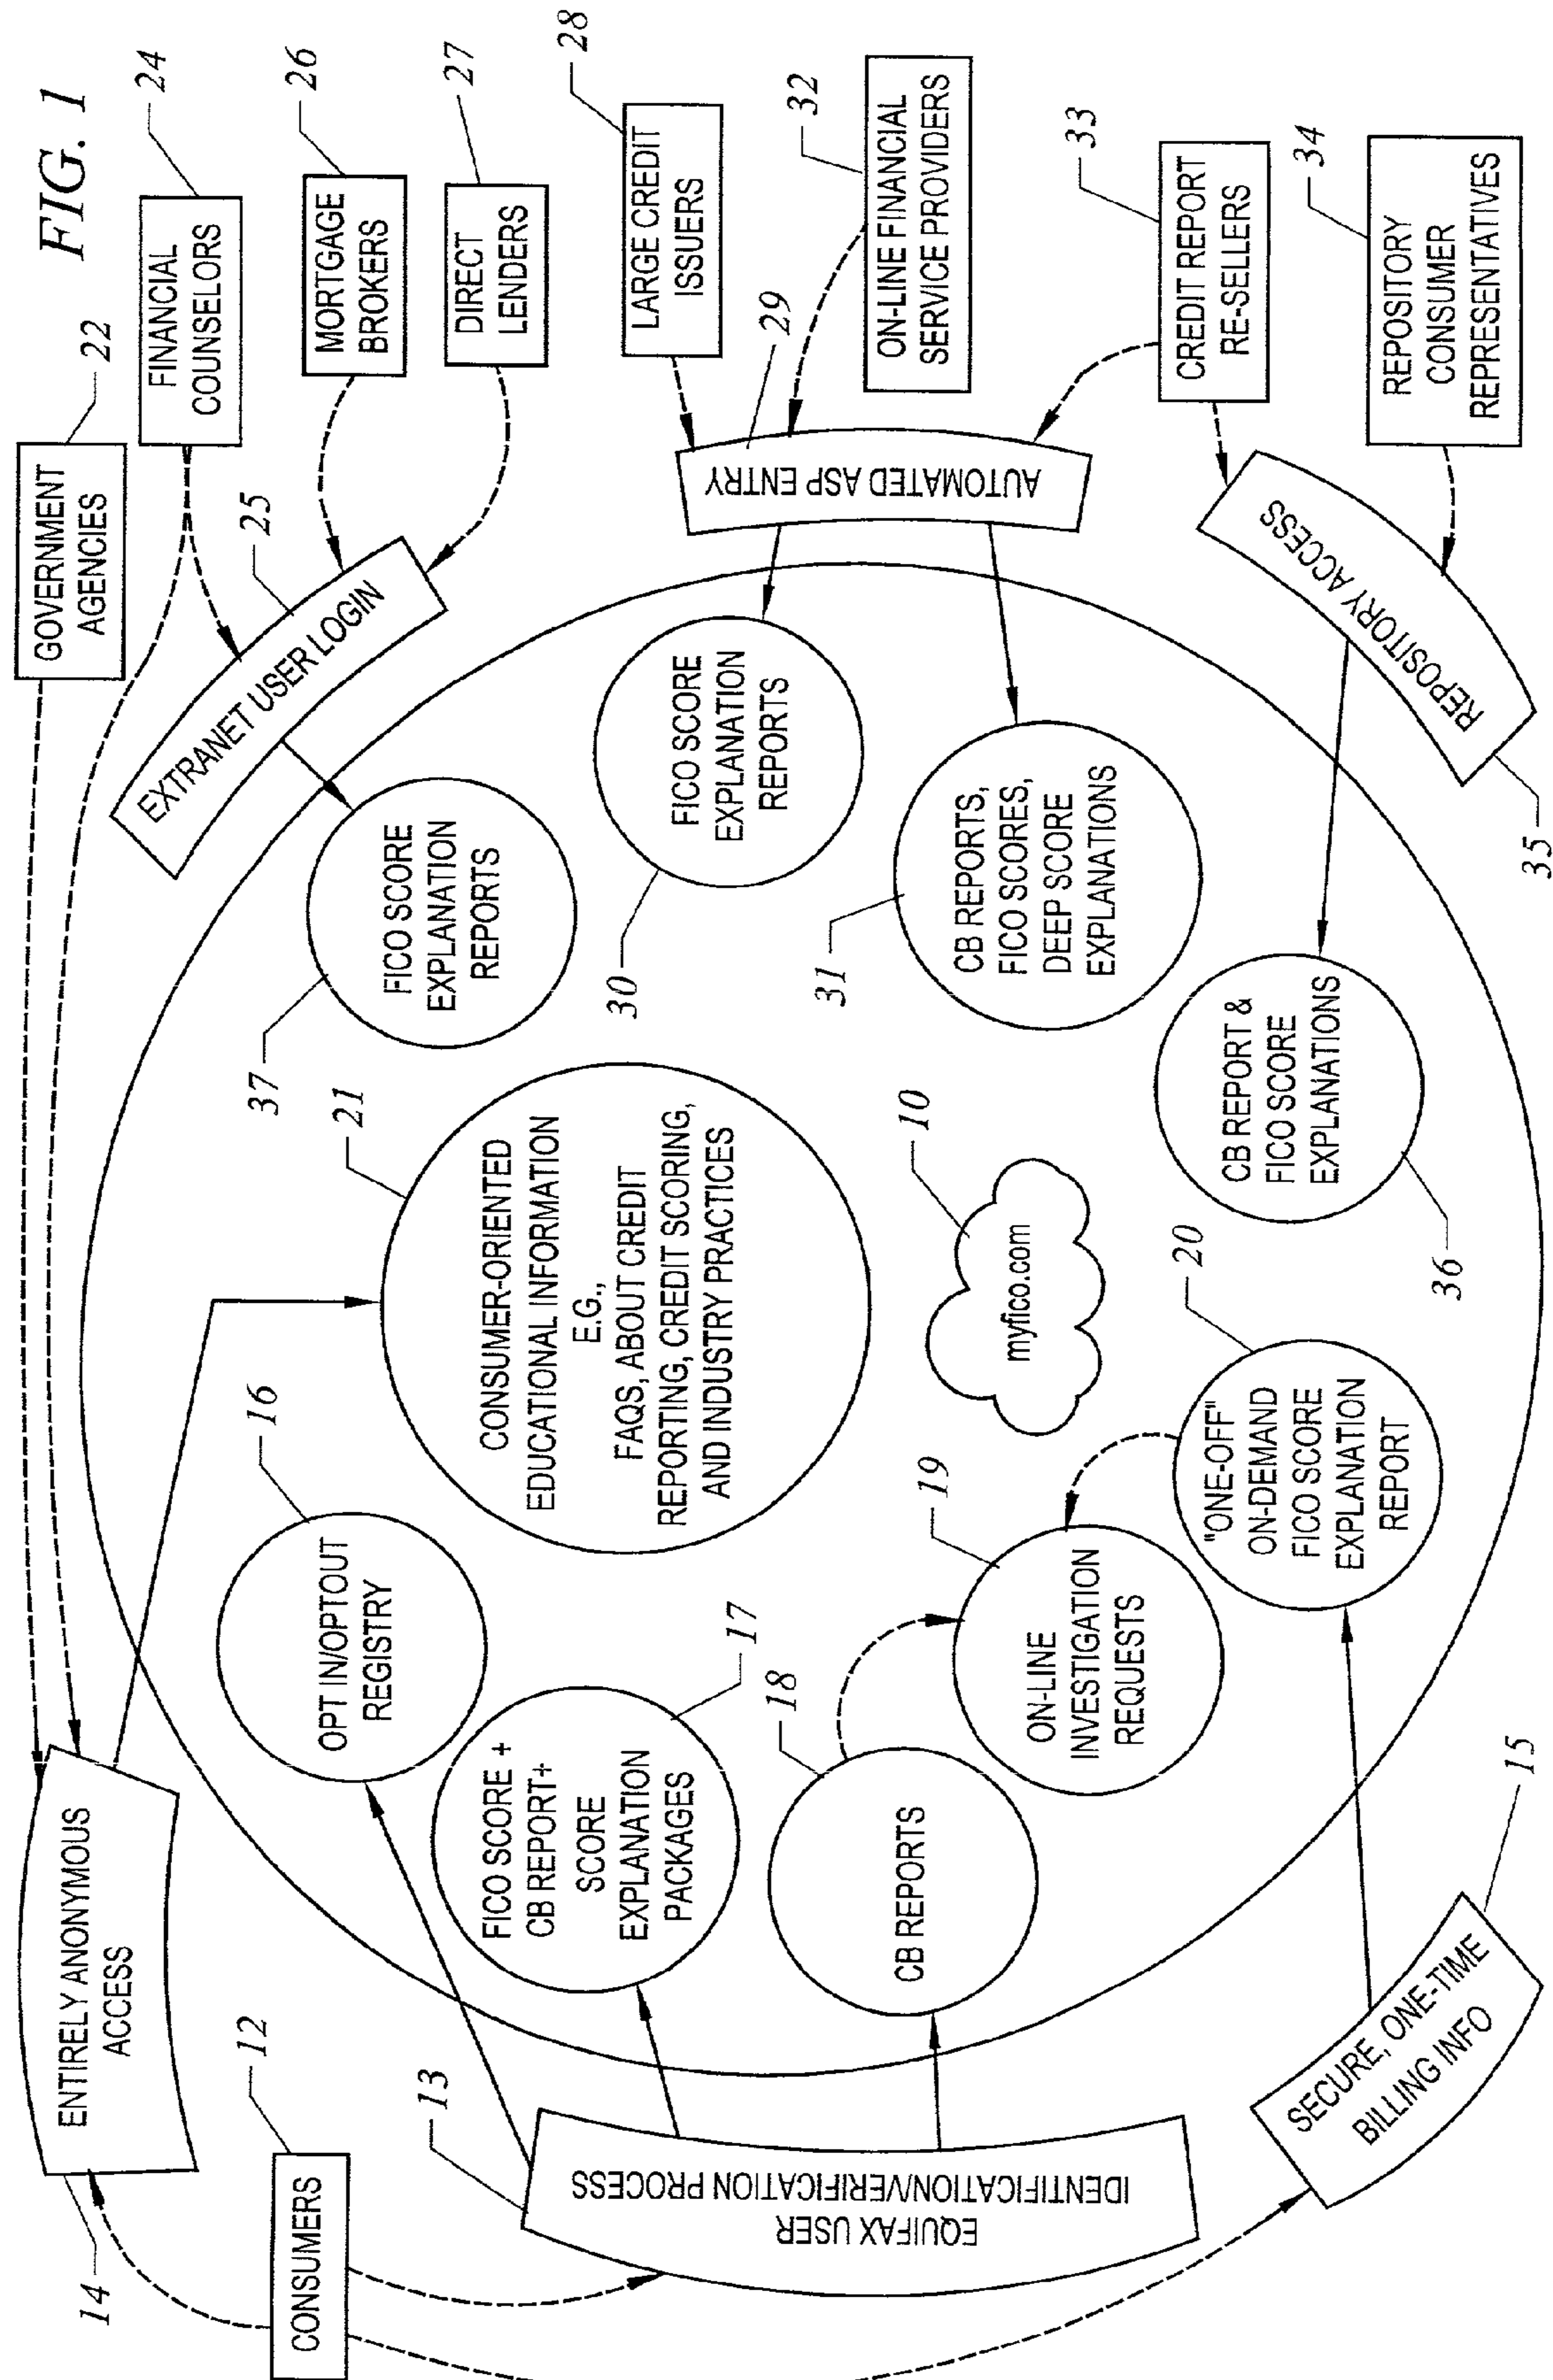 FIG. 1
GOVERNMENT
AGENCIES
22
FINANCIAL
COUNSELORS
24
MORTGAGE
BROKERS
26
DIRECT
LENDERS
27
LARGE CREDIT
ISSUERS
28
ON-LINE FINANCIAL
SERVICE PROVIDERS
32
CREDIT REPORT
RE-SELLERS
33
REPOSITORY
CONSUMER
REPRESENTATIVES
34
EXTRANET USER LOGIN
25
AUTOMATED ASP ENTRY
29
REPOSITORY ACCESS
35
FICO SCORE
EXPLANATION
REPORTS
37
FICO SCORE
EXPLANATION
REPORTS
30
CB REPORTS,
FICO SCORES,
DEEP SCORE
EXPLANATIONS
31
CB REPORT &
FICO SCORE
EXPLANATIONS
36
CONSUMER-ORIENTED
EDUCATIONAL INFORMATION
E.G.,
FAQS, ABOUT CREDIT
REPORTING, CREDIT SCORING,
AND INDUSTRY PRACTICES
21
myfico.com
10
OPT IN/OPTOUT
REGISTRY
16
FICO SCORE +
CB REPORT+
SCORE
EXPLANATION
PACKAGES
17
CB REPORTS
18
ON-LINE
INVESTIGATION
REQUESTS
19
"ONE-OFF"
ON-DEMAND
FICO SCORE
EXPLANATION
REPORT
20
ENTIRELY ANONYMOUS
ACCESS
14
CONSUMERS
12
EQUIFAX USER
IDENTIFICATION/VERIFICATION PROCESS
13
SECURE, ONE-TIME
BILLING INFO
15